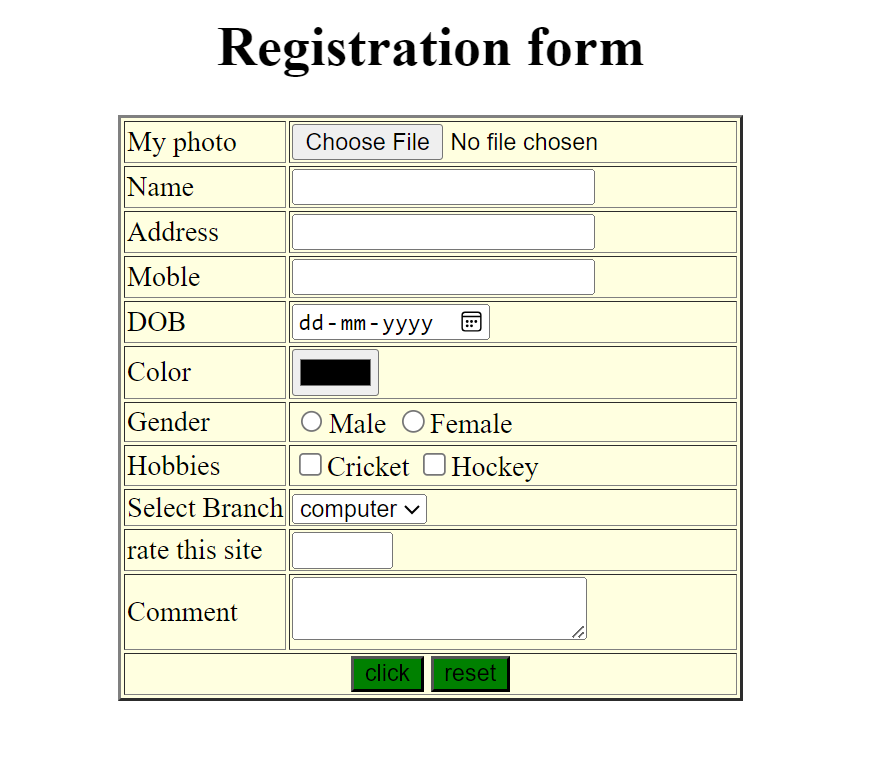 Registration form
My photo Choose File No file chosen
Name
Address
Moble
DOB dd-mm-yyyy
Color
Gender Male Female
Hobbies Cricket Hockey
Select Branch computer
rate this site
Comment
click reset